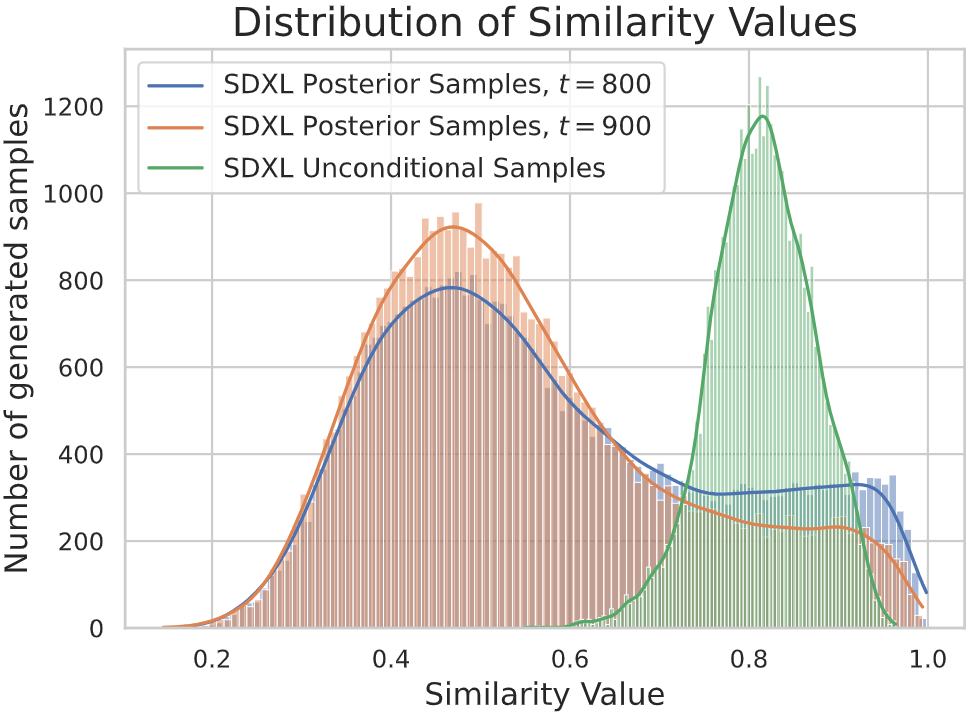 Distribution of Similarity Values
SDXL Posterior Samples, t = 800
SDXL Posterior Samples, t = 900
SDXL Unconditional Samples
Number of generated samples
1200
1000
800
600
400
200
0
0.2 0.4 0.6 0.8 1.0
Similarity Value